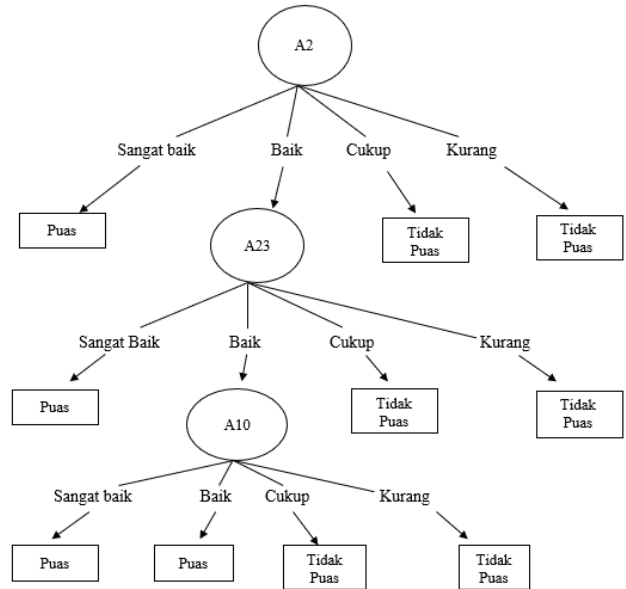 A2
Sangat baik
Baik
Cukup
Kurang
Puas
A23
Tidak
Puas
Tidak
Puas
Sangat Baik
Baik
Cukup
Kurang
Puas
A10
Tidak
Puas
Tidak
Puas
Sangat baik
Baik
Cukup
Kurang
Puas
Puas
Tidak
Puas
Tidak
Puas